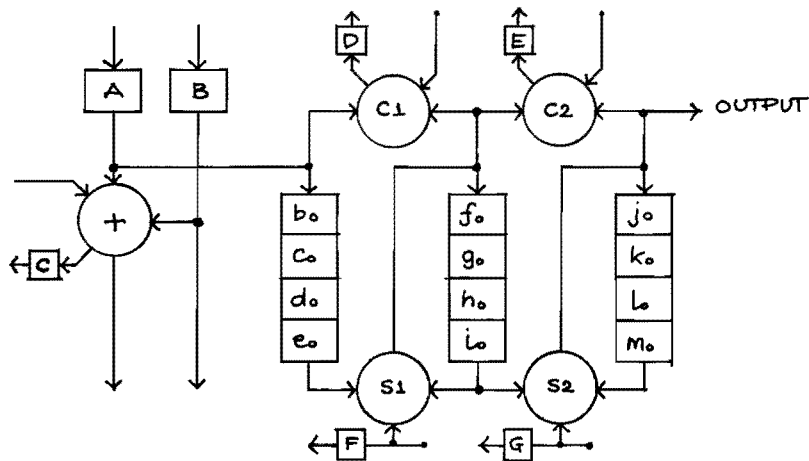 D
E
A
B
C1
C2
OUTPUT
+
C
b₀
f₀
j₀
c₀
g₀
k₀
d₀
h₀
l₀
e₀
i₀
m₀
S1
S2
F
G